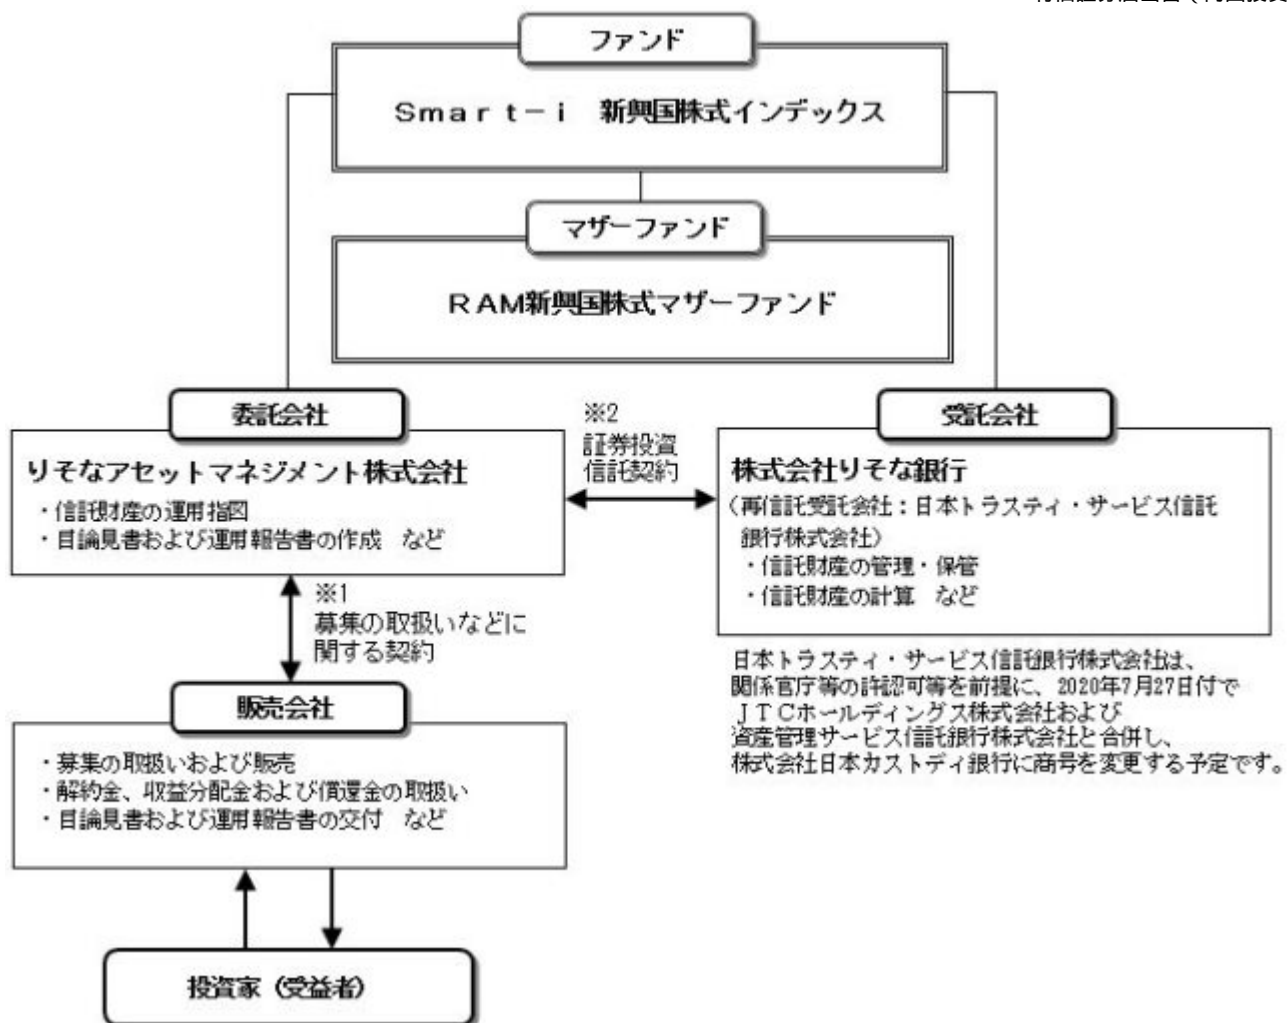 ファンド
Ｓｍａｒｔ－ｉ　新興国株式インデックス
マザーファンド
ＲＡＭ新興国株式マザーファンド
委託会社
りそなアセットマネジメント株式会社
・信託財産の運用指図
・目論見書および運用報告書の作成　など
※2
証券投資
信託契約
受託会社
株式会社りそな銀行
（再信託受託会社：日本トラスティ・サービス信託
銀行株式会社）
・信託財産の管理・保管
・信託財産の計算　など
※1
募集の取扱いなどに
関する契約
日本トラスティ・サービス信託銀行株式会社は、
関係官庁等の許認可等を前提に、2020年7月27日付で
ＪＴＣホールディングス株式会社および
資産管理サービス信託銀行株式会社と合併し、
株式会社日本カストディ銀行に商号を変更する予定です。
販売会社
・募集の取扱いおよび販売
・解約金、収益分配金および償還金の取扱い
・目論見書および運用報告書の交付　など
投資家（受益者）